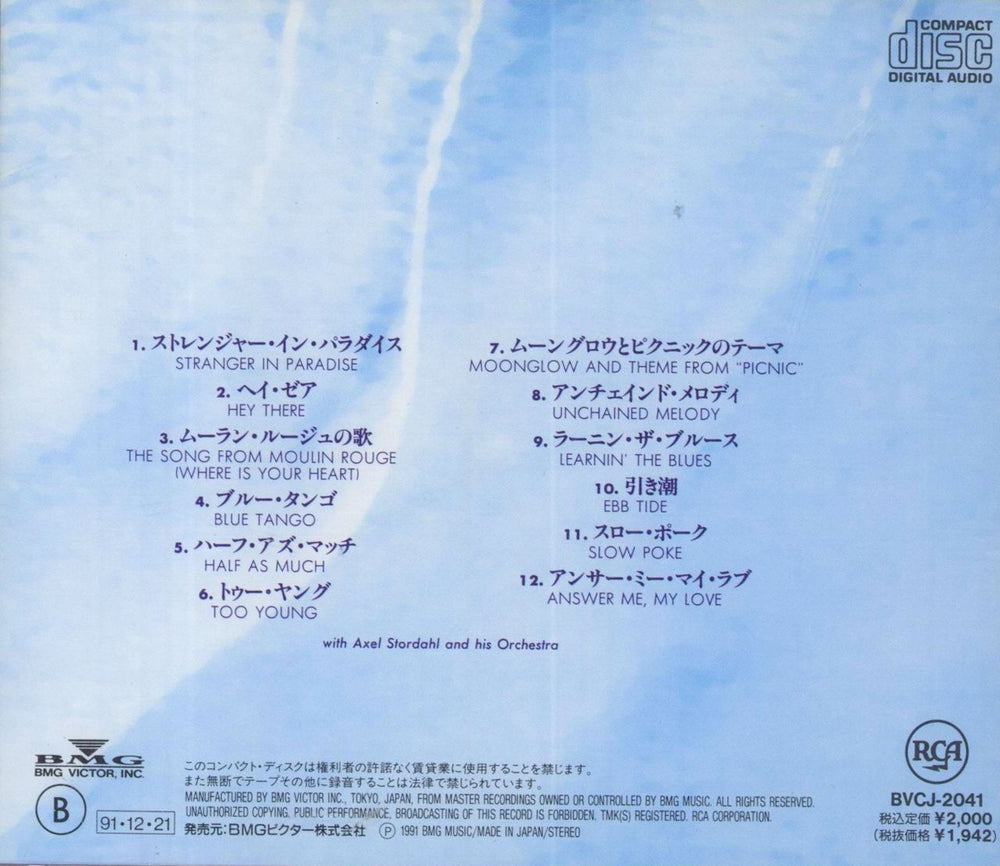 COMPACT
disc
DIGITAL AUDIO
1. ストレンジャー・イン・パラダイス
STRANGER IN PARADISE
2. ヘイ・ゼア
HEY THERE
3. ムーラン・ルージュの歌
THE SONG FROM MOULIN ROUGE
(WHERE IS YOUR HEART)
4. ブルー・タンゴ
BLUE TANGO
5. ハーフ・アズ・マッチ
HALF AS MUCH
6. トゥー・ヤング
TOO YOUNG
7. ムーングロウとピクニックのテーマ
MOONGLOW AND THEME FROM "PICNIC"
8. アンチェインド・メロディ
UNCHAINED MELODY
9. ラーニン・ザ・ブルース
LEARNIN' THE BLUES
10. 引き潮
EBB TIDE
11. スロー・ポーク
SLOW POKE
12. アンサー・ミー・マイ・ラブ
ANSWER ME, MY LOVE
with Axel Stordahl and his Orchestra
BMG
BMG VICTOR, INC.
B
91・12・21
このコンパクト・ディスクは権利者の許諾なく賃貸業に使用することを禁じます。
また無断でテープその他に録音することは法律で禁じられています。
MANUFACTURED BY BMG VICTOR INC., TOKYO, JAPAN, FROM MASTER RECORDINGS OWNED OR CONTROLLED BY BMG MUSIC. ALL RIGHTS RESERVED.
UNAUTHORIZED COPYING, PUBLIC PERFORMANCE, BROADCASTING OF THIS RECORD IS FORBIDDEN. TMK(S) REGISTERED. RCA CORPORATION.
発売元:BMGビクター株式会社 Ⓟ 1991 BMG MUSIC/MADE IN JAPAN/STEREO
RCA
BVCJ-2041
税込定価 ¥2,000
(税抜価格 ¥1,942)